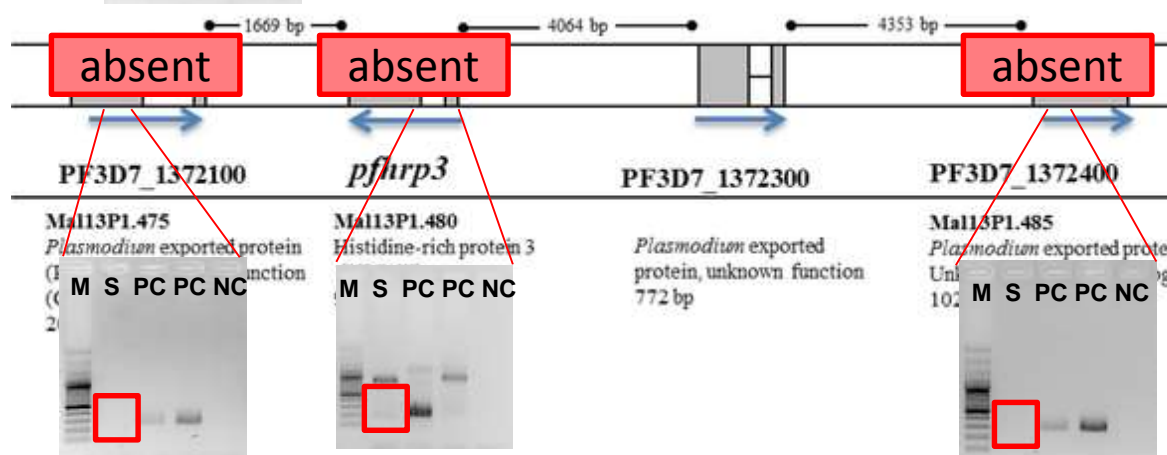 1669 bp 4064 bp 4353 bp
absent absent absent
PF3D7_1372100 pfhrp3 PF3D7_1372300 PF3D7_1372400
Mal13P1.475
Plasmodium exported protein
M S PC PC NC
Mal13P1.480
Histidine-rich protein 3
M S PC PC NC
Plasmodium exported
protein, unknown function
772 bp
Mal13P1.485
Plasmodium exported
M S PC PC NC